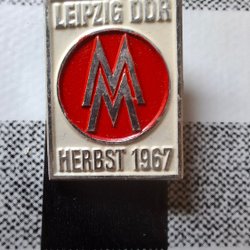 LEIPZIG DDR
MM
HERBST 1967